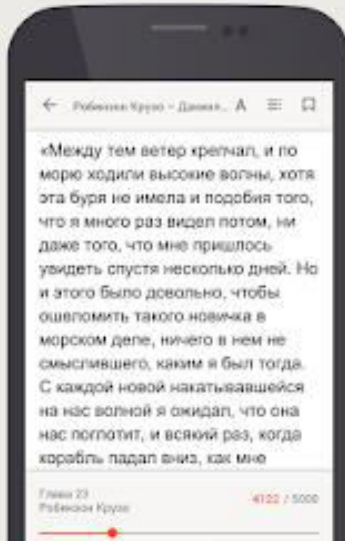 Робинзон Крузо – Даниэл... A
«Между тем ветер крепчал, и по
морю ходили высокие волны, хотя
эта буря не имела и подобия того,
что я много раз видел потом, ни
даже того, что мне пришлось
увидеть спустя несколько дней. Но
и этого было довольно, чтобы
ошеломить такого новичка в
морском деле, ничего в нем не
смыслившего, каким я был тогда.
С каждой новой накатывавшейся
на нас волной я ожидал, что она
нас поглотит, и всякий раз, когда
корабль падал вниз, как мне
Глава 23
Робинзон Крузо
4122 / 5000